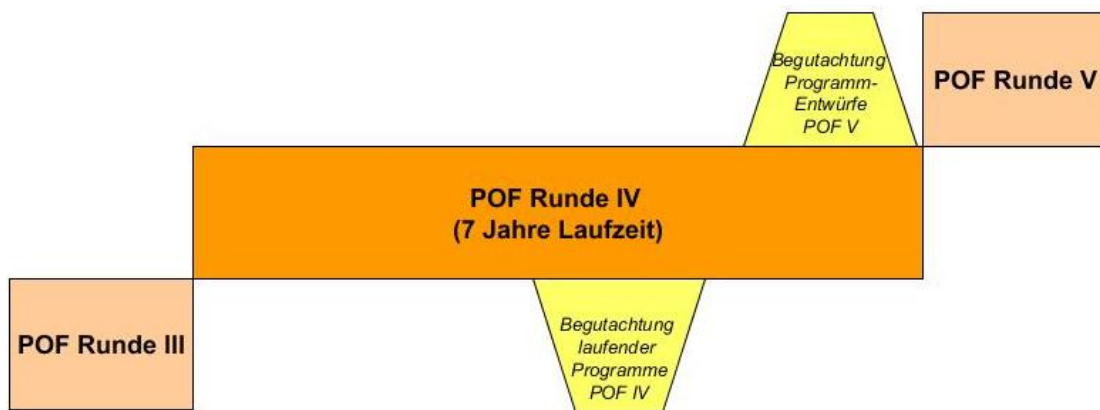 Begutachtung
Programm-
Entwürfe
POF V
POF Runde V
POF Runde IV
(7 Jahre Laufzeit)
POF Runde III
Begutachtung
laufender
Programme
POF IV